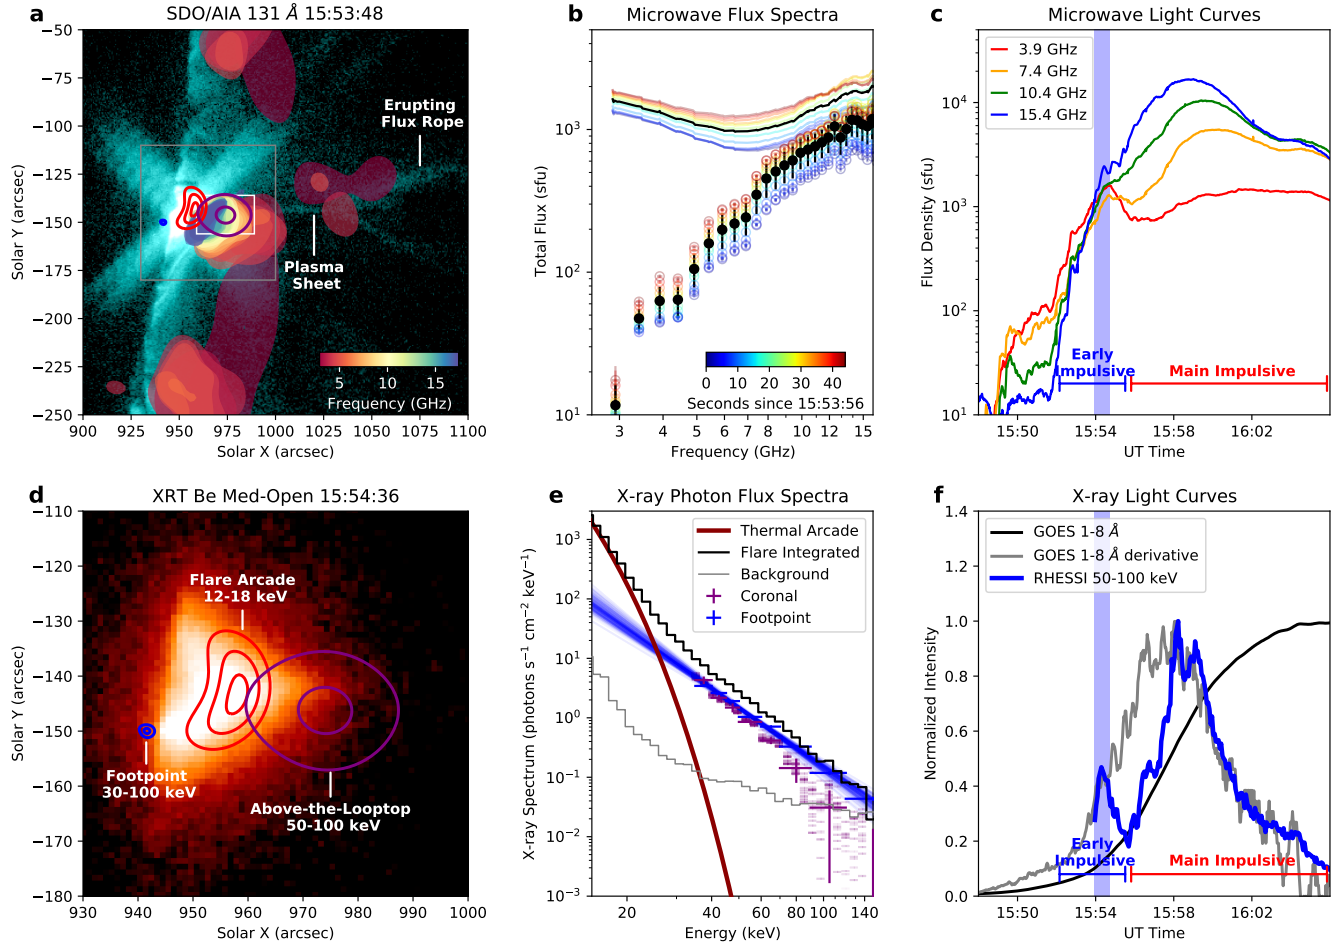 a
SDO/AIA 131 Å 15:53:48
Solar Y (arcsec)
−50
−75
−100
−125
−150
−175
−200
−225
−250
Erupting
Flux Rope
Plasma
Sheet
5
10
15
Frequency (GHz)
900
925
950
975
1000
1025
1050
1075
1100
Solar X (arcsec)
b
Microwave Flux Spectra
Total Flux (sfu)
10³
10²
10¹
0
10
20
30
40
Seconds since 15:53:56
3
4
5
6
7
8
10
12
15
Frequency (GHz)
c
Microwave Light Curves
Flux Density (sfu)
10⁴
10³
10²
10¹
3.9 GHz
7.4 GHz
10.4 GHz
15.4 GHz
Early
Impulsive
Main Impulsive
15:50
15:54
15:58
16:02
UT Time
d
XRT Be Med-Open 15:54:36
Solar Y (arcsec)
−110
−120
−130
−140
−150
−160
−170
−180
Flare Arcade
12-18 keV
Footpoint
30-100 keV
Above-the-Looptop
50-100 keV
930
940
950
960
970
980
990
1000
Solar X (arcsec)
e
X-ray Photon Flux Spectra
X-ray Spectrum (photons s⁻¹ cm⁻² keV⁻¹)
10³
10²
10¹
10⁰
10⁻¹
10⁻²
10⁻³
Thermal Arcade
Flare Integrated
Background
Coronal
Footpoint
20
40
60
80
100
140
Energy (keV)
f
X-ray Light Curves
Normalized Intensity
1.4
1.2
1.0
0.8
0.6
0.4
0.2
0.0
GOES 1-8 Å
GOES 1-8 Å derivative
RHESSI 50-100 keV
Early
Impulsive
Main Impulsive
15:50
15:54
15:58
16:02
UT Time